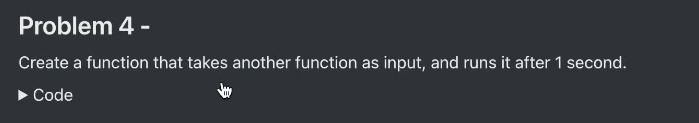 Problem 4 -
Create a function that takes another function as input, and runs it after 1 second.
Code